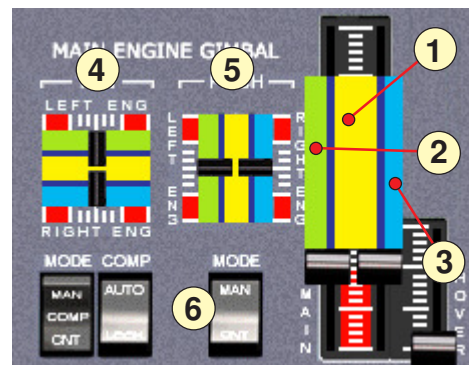 MAIN ENGINE GIMBAL
1
4
5
LEFT ENG
LEFT ENG
RIGHT ENG
2
RIGHT ENG
3
MODE
COMP
MODE
MAN
COMP
CNT
AUTO
6
MAN
CNT
MAIN
HOVER